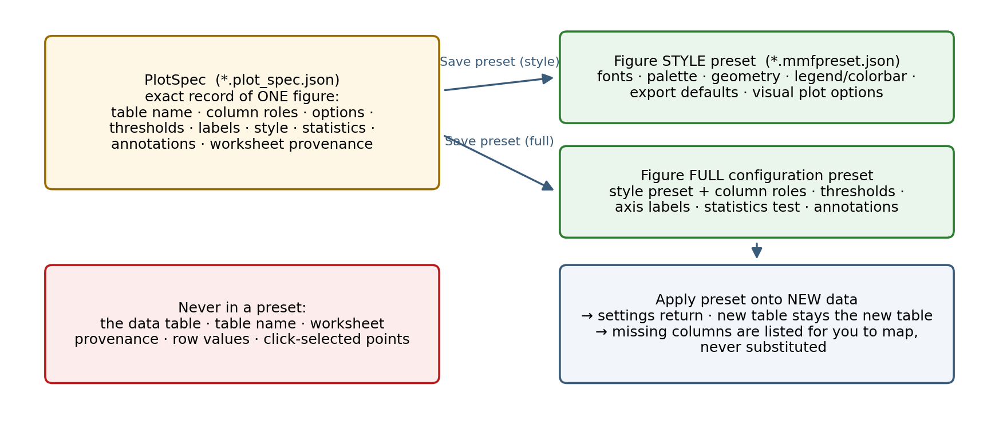 PlotSpec  (*.plot_spec.json)
exact record of ONE figure:
table name · column roles · options ·
thresholds · labels · style · statistics ·
annotations · worksheet provenance
Save preset (style)
Figure STYLE preset  (*.mmfpreset.json)
fonts · palette · geometry · legend/colorbar ·
export defaults · visual plot options
Save preset (full)
Figure FULL configuration preset
style preset + column roles · thresholds ·
axis labels · statistics test · annotations
Never in a preset:
the data table · table name · worksheet
provenance · row values · click-selected points
Apply preset onto NEW data
→ settings return · new table stays the new table
→ missing columns are listed for you to map,
never substituted